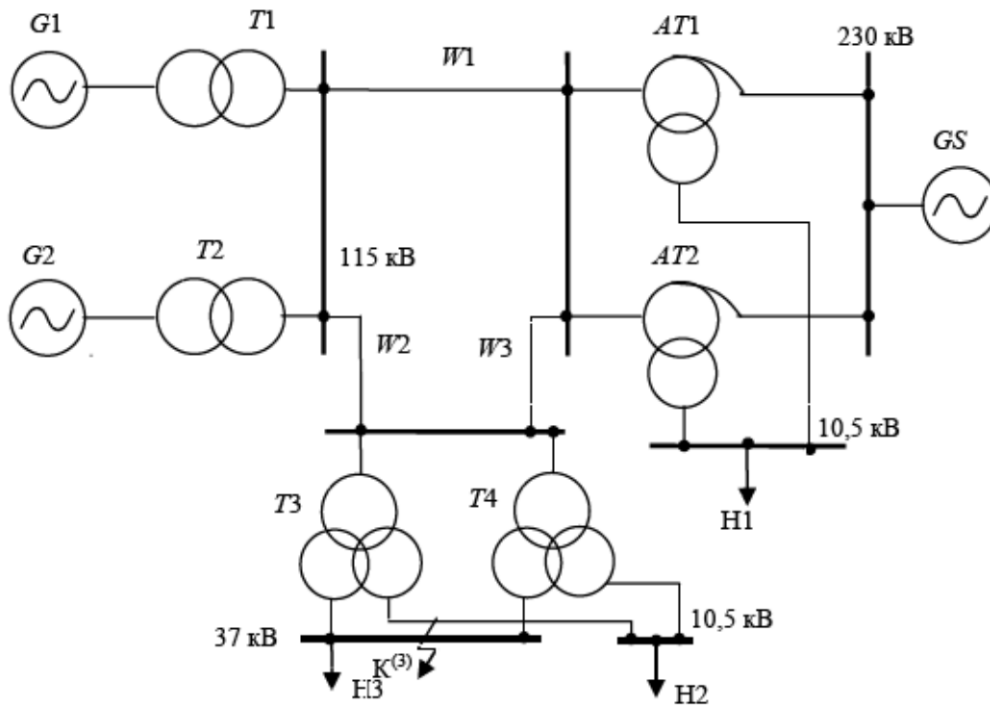 G1
T1
W1
AT1
230 кВ
GS
G2
T2
115 кВ
AT2
W2
W3
10,5 кВ
T3
T4
H1
37 кВ
10,5 кВ
К(3)
H3
H2